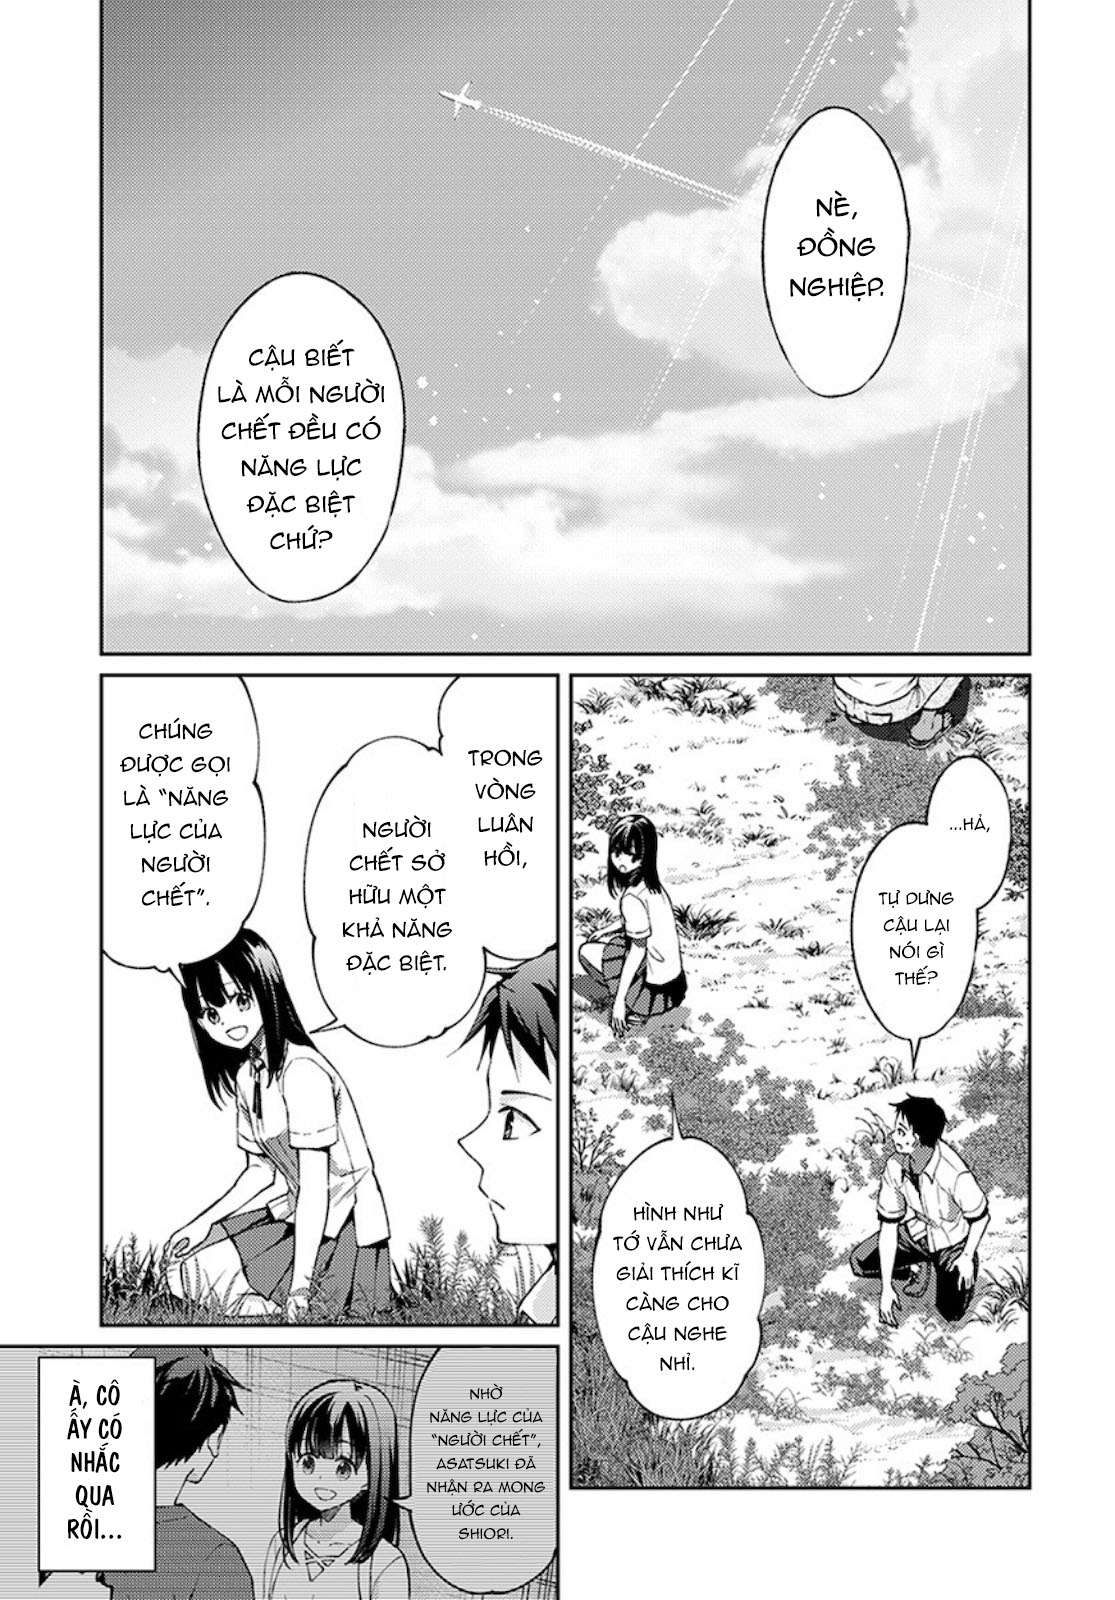 NÈ,
ĐỒNG
NGHIỆP.
CẬU BIẾT
LÀ MỖI NGƯỜI
CHẾT ĐỀU CÓ
NĂNG LỰC
ĐẶC BIỆT
CHỨ?
...HẢ,
TỰ DƯNG
CẬU LẠI
NÓI GÌ
THẾ?
HÌNH NHƯ
TỚ VẪN CHƯA
GIẢI THÍCH KĨ
CÀNG CHO
CẬU NGHE
NHỈ.
TRONG
VÒNG
LUÂN
HỒI,
NGƯỜI
CHẾT SỞ
HỮU MỘT
KHẢ NĂNG
ĐẶC BIỆT.
CHÚNG
ĐƯỢC GỌI
LÀ "NĂNG
LỰC CỦA
NGƯỜI
CHẾT".
NHỜ
NĂNG LỰC CỦA
"NGƯỜI CHẾT",
ASATSUKI ĐÃ
NHẬN RA MONG
ƯỚC CỦA
SHIORI.
À, CÔ
ẤY CÓ
NHẮC
QUA
RỒI...